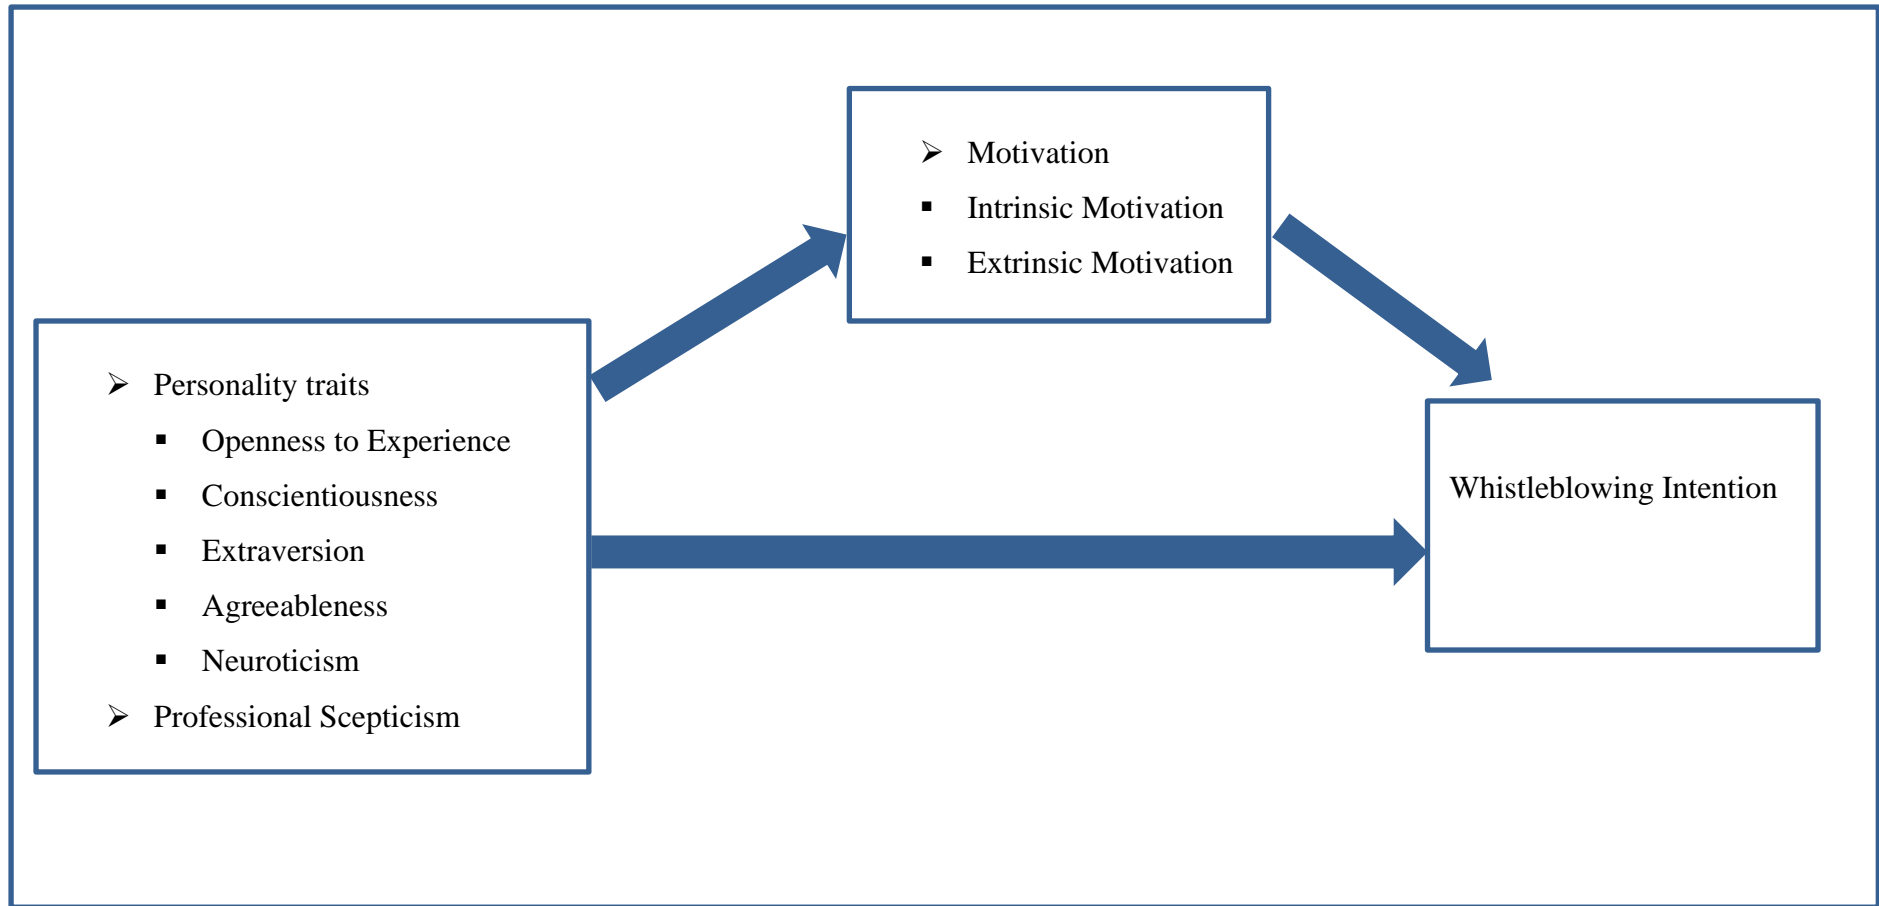 ➢ Motivation
▪ Intrinsic Motivation
▪ Extrinsic Motivation
➢ Personality traits
▪ Openness to Experience
▪ Conscientiousness
▪ Extraversion
▪ Agreeableness
▪ Neuroticism
➢ Professional Scepticism
Whistleblowing Intention